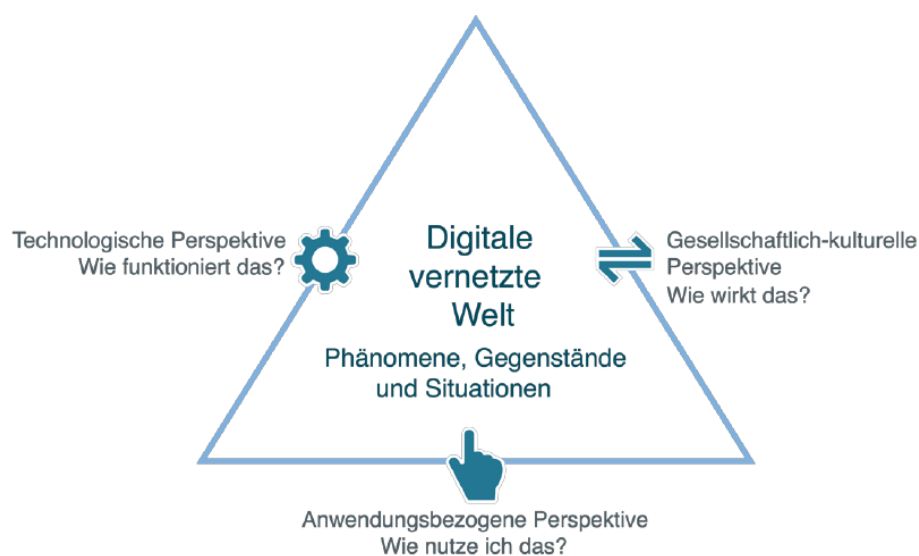 Technologische Perspektive
Wie funktioniert das?
Digitale
vernetzte
Welt
Phänomene, Gegenstände
und Situationen
Gesellschaftlich-kulturelle
Perspektive
Wie wirkt das?
Anwendungsbezogene Perspektive
Wie nutze ich das?